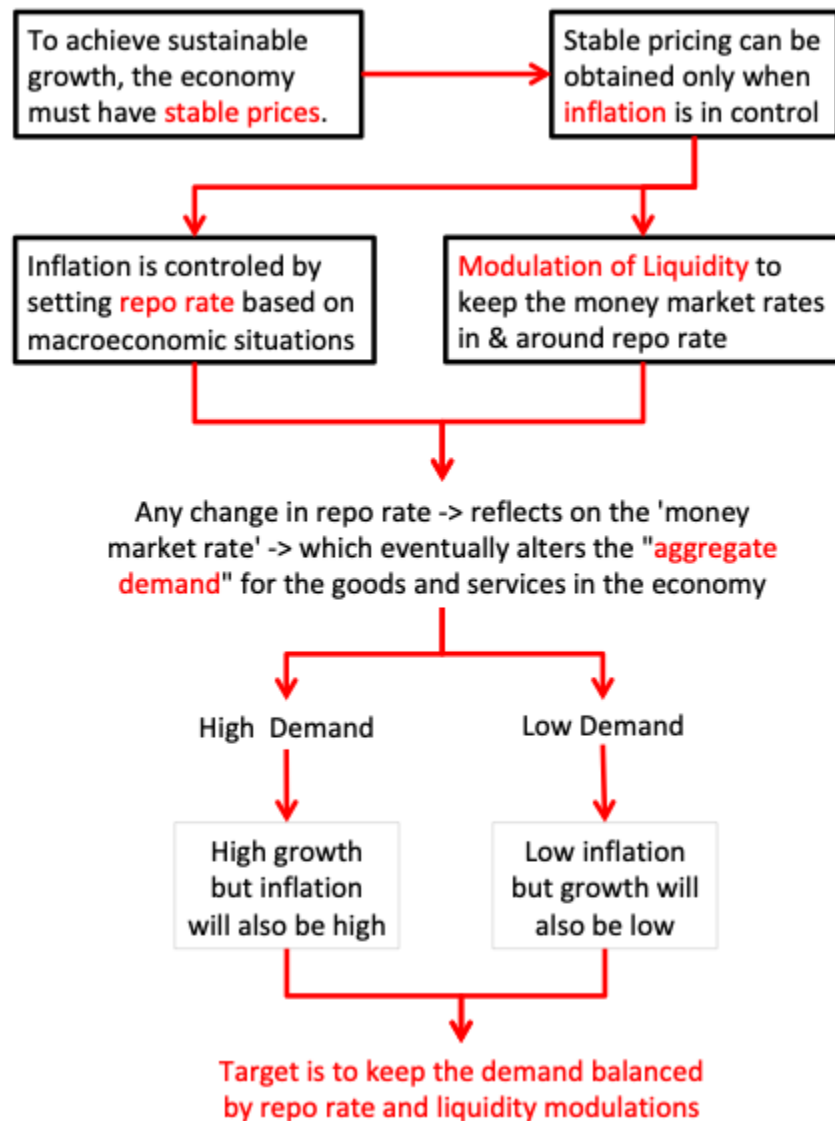 To achieve sustainable
growth, the economy
must have stable prices.
Stable pricing can be
obtained only when
inflation is in control
Inflation is controled by
setting repo rate based on
macroeconomic situations
Modulation of Liquidity to
keep the money market rates
in & around repo rate
Any change in repo rate -> reflects on the 'money
market rate' -> which eventually alters the "aggregate
demand" for the goods and services in the economy
High Demand
Low Demand
High growth
but inflation
will also be high
Low inflation
but growth will
also be low
Target is to keep the demand balanced
by repo rate and liquidity modulations